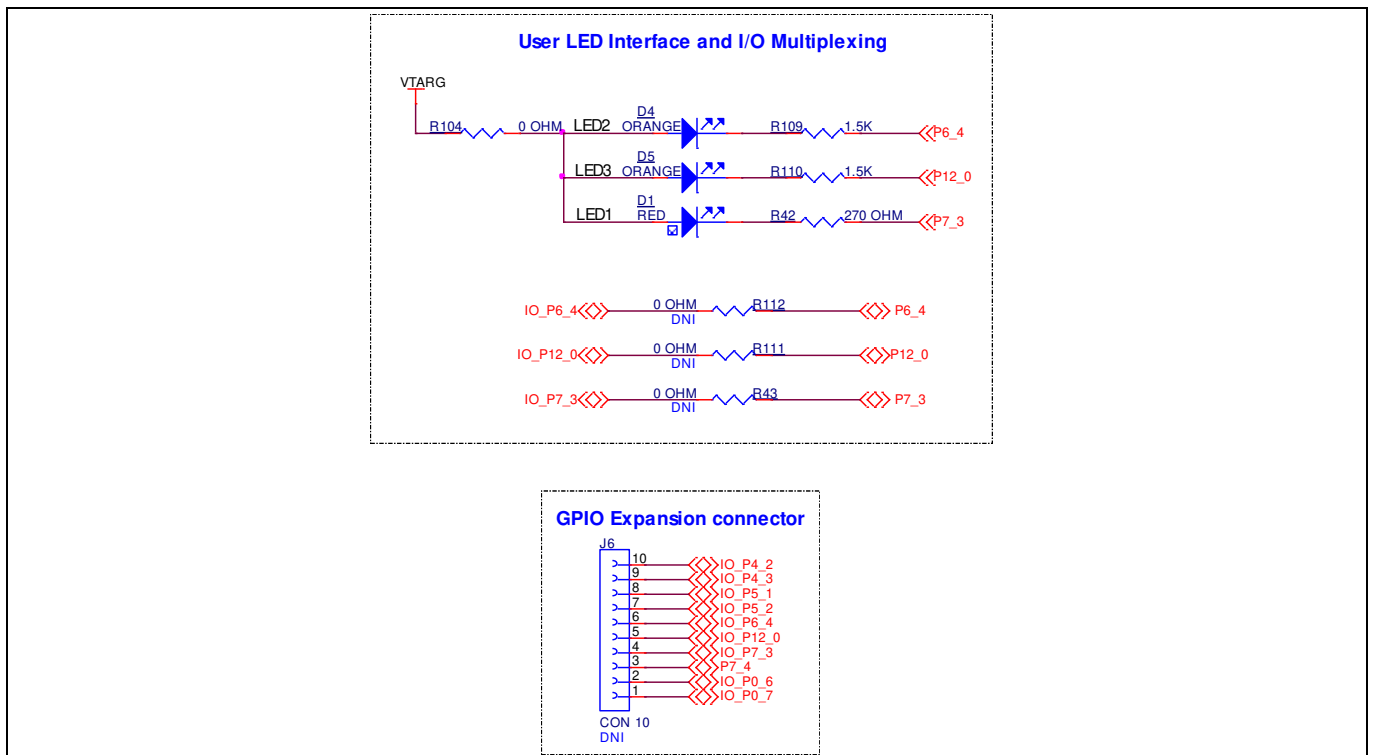 User LED Interface and I/O Multiplexing
VTARG
R104 0 OHM LED2 D4 ORANGE R109 1.5K P6_4
LED3 D5 ORANGE R110 1.5K P12_0
LED1 D1 RED R42 270 OHM P7_3
IO_P6_4 0 OHM DNI R112 P6_4
IO_P12_0 0 OHM DNI R111 P12_0
IO_P7_3 0 OHM DNI R43 P7_3
GPIO Expansion connector
J6
10 IO_P4_2
9 IO_P4_3
8 IO_P5_1
7 IO_P5_2
6 IO_P6_4
5 IO_P12_0
4 IO_P7_3
3 P7_4
2 IO_P0_6
1 IO_P0_7
CON 10
DNI